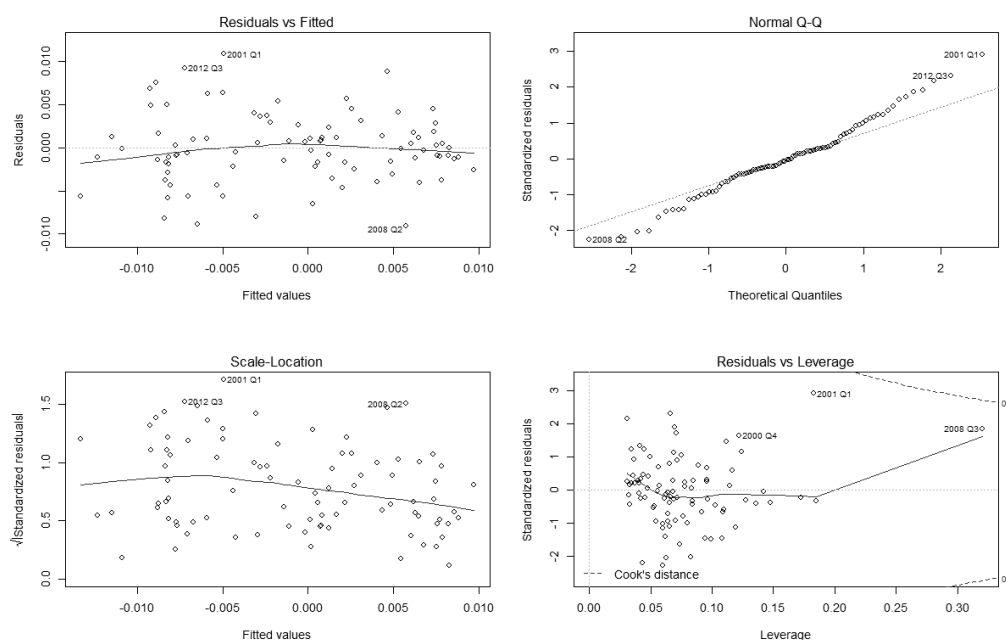 Residuals vs Fitted
Residuals
0.010
0.005
0.000
-0.010
2001 Q1
2012 Q3
2008 Q2
-0.010
-0.005
0.000
0.005
0.010
Fitted values
Normal Q-Q
Standardized residuals
3
2
1
0
-1
-2
2001 Q1
2012 Q3
2008 Q2
-2
-1
0
1
2
Theoretical Quantiles
Scale-Location
√|Standardized residuals|
1.5
1.0
0.5
0.0
2001 Q1
2012 Q3
2008 Q2
-0.010
-0.005
0.000
0.005
0.010
Fitted values
Residuals vs Leverage
Standardized residuals
3
2
1
0
-1
-2
2001 Q1
2000 Q4
2008 Q3
0
0
Cook's distance
0.00
0.05
0.10
0.15
0.20
0.25
0.30
Leverage